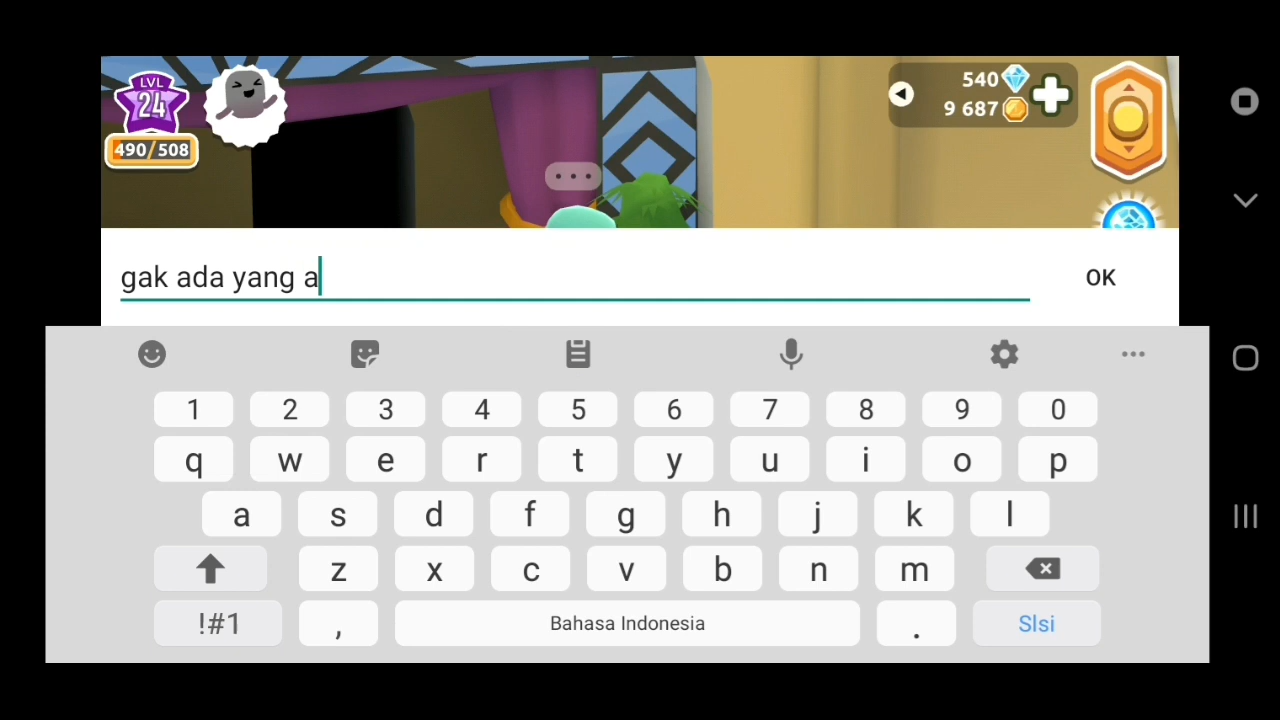 LVL
24
490/508
540
9 687
gak ada yang a
OK
1 2 3 4 5 6 7 8 9 0
q w e r t y u i o p
a s d f g h j k l
z x c v b n m
!#1 , Bahasa Indonesia . Slsi